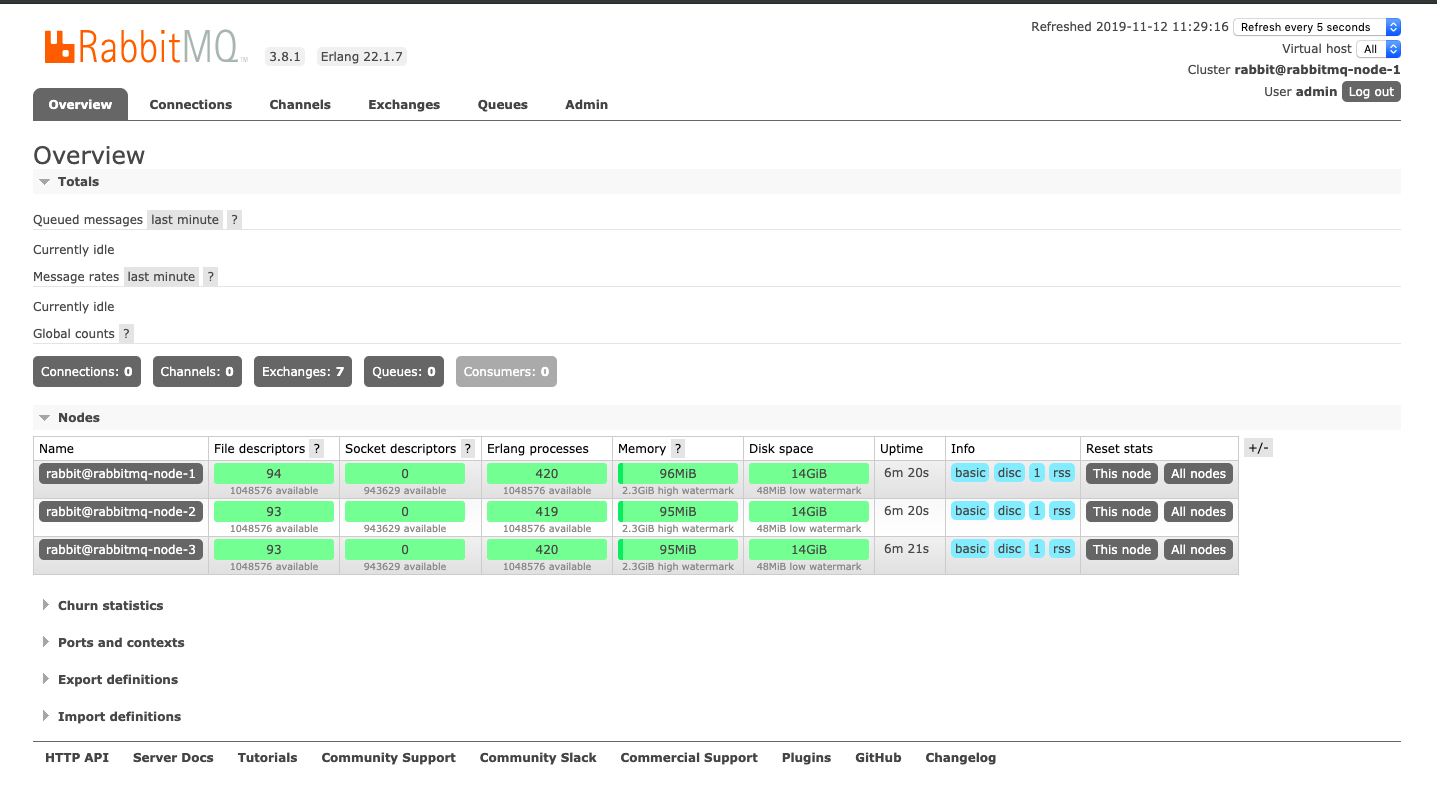 RabbitMQ TM 3.8.1 Erlang 22.1.7
Refreshed 2019-11-12 11:29:16 Refresh every 5 seconds
Virtual host All
Cluster rabbit@rabbitmq-node-1
User admin Log out
Overview Connections Channels Exchanges Queues Admin
Overview
Totals
Queued messages last minute ?
Currently idle
Message rates last minute ?
Currently idle
Global counts ?
Connections: 0 Channels: 0 Exchanges: 7 Queues: 0 Consumers: 0
Nodes
Name File descriptors ? Socket descriptors ? Erlang processes Memory ? Disk space Uptime Info Reset stats +/-
rabbit@rabbitmq-node-1 94 0 420 96MiB 14GiB 6m 20s basic disc 1 rss This node All nodes
1048576 available 943629 available 1048576 available 2.3GiB high watermark 48MiB low watermark
rabbit@rabbitmq-node-2 93 0 419 95MiB 14GiB 6m 20s basic disc 1 rss This node All nodes
1048576 available 943629 available 1048576 available 2.3GiB high watermark 48MiB low watermark
rabbit@rabbitmq-node-3 93 0 420 95MiB 14GiB 6m 21s basic disc 1 rss This node All nodes
1048576 available 943629 available 1048576 available 2.3GiB high watermark 48MiB low watermark
Churn statistics
Ports and contexts
Export definitions
Import definitions
HTTP API Server Docs Tutorials Community Support Community Slack Commercial Support Plugins GitHub Changelog